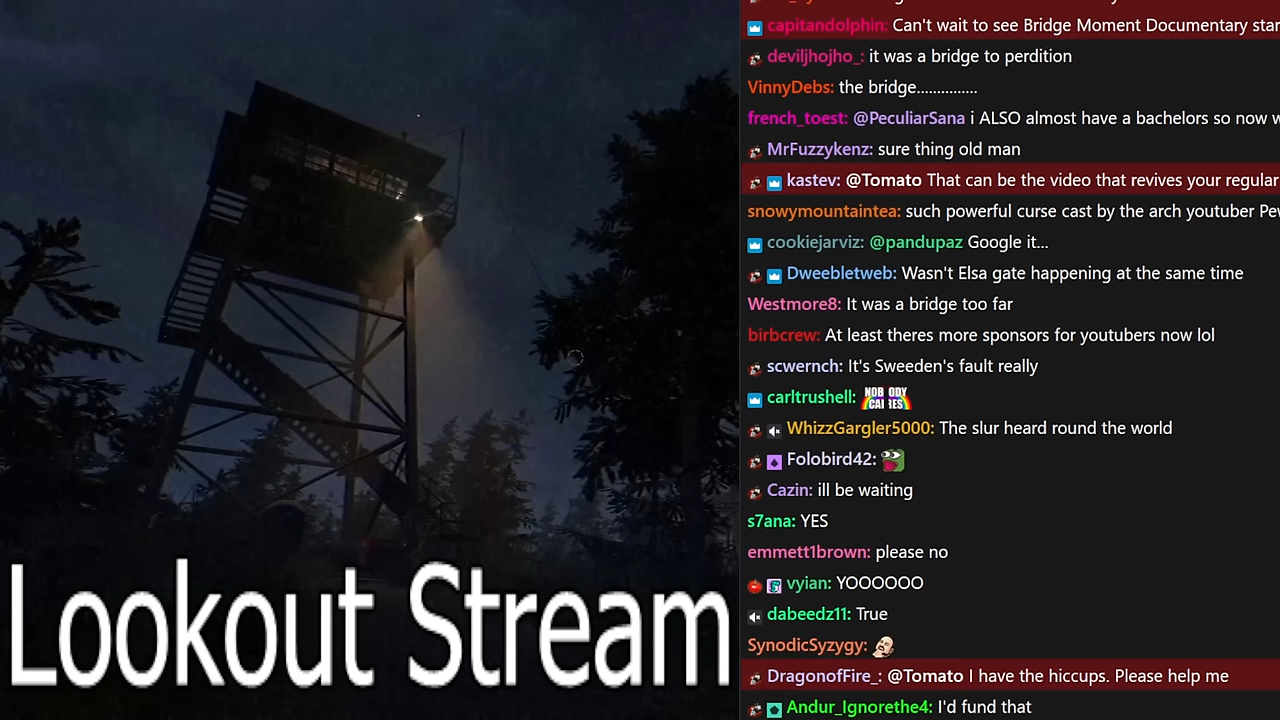 capitandolphin: Can't wait to see Bridge Moment Documentary star
deviljhojho_: it was a bridge to perdition
VinnyDebs: the bridge..............
french_toest: @PeculiarSana i ALSO almost have a bachelors so now w
MrFuzzykenz: sure thing old man
kastev: @Tomato That can be the video that revives your regular
snowymountaintea: such powerful curse cast by the arch youtuber Pew
cookiejarviz: @pandupaz Google it...
Dweebletweb: Wasn't Elsa gate happening at the same time
Westmore8: It was a bridge too far
birbcrew: At least theres more sponsors for youtubers now lol
scwernch: It's Sweden's fault really
carltrushell: NOBODY CARES
WhizzGargler5000: The slur heard round the world
Folobird42:
Cazin: ill be waiting
s7ana: YES
emmett1brown: please no
vyian: YOOOOOO
dabeedz11: True
SynodicSyzygy:
DragonofFire_: @Tomato I have the hiccups. Please help me
Andur_Ignorethe4: I'd fund that
Lookout Stream